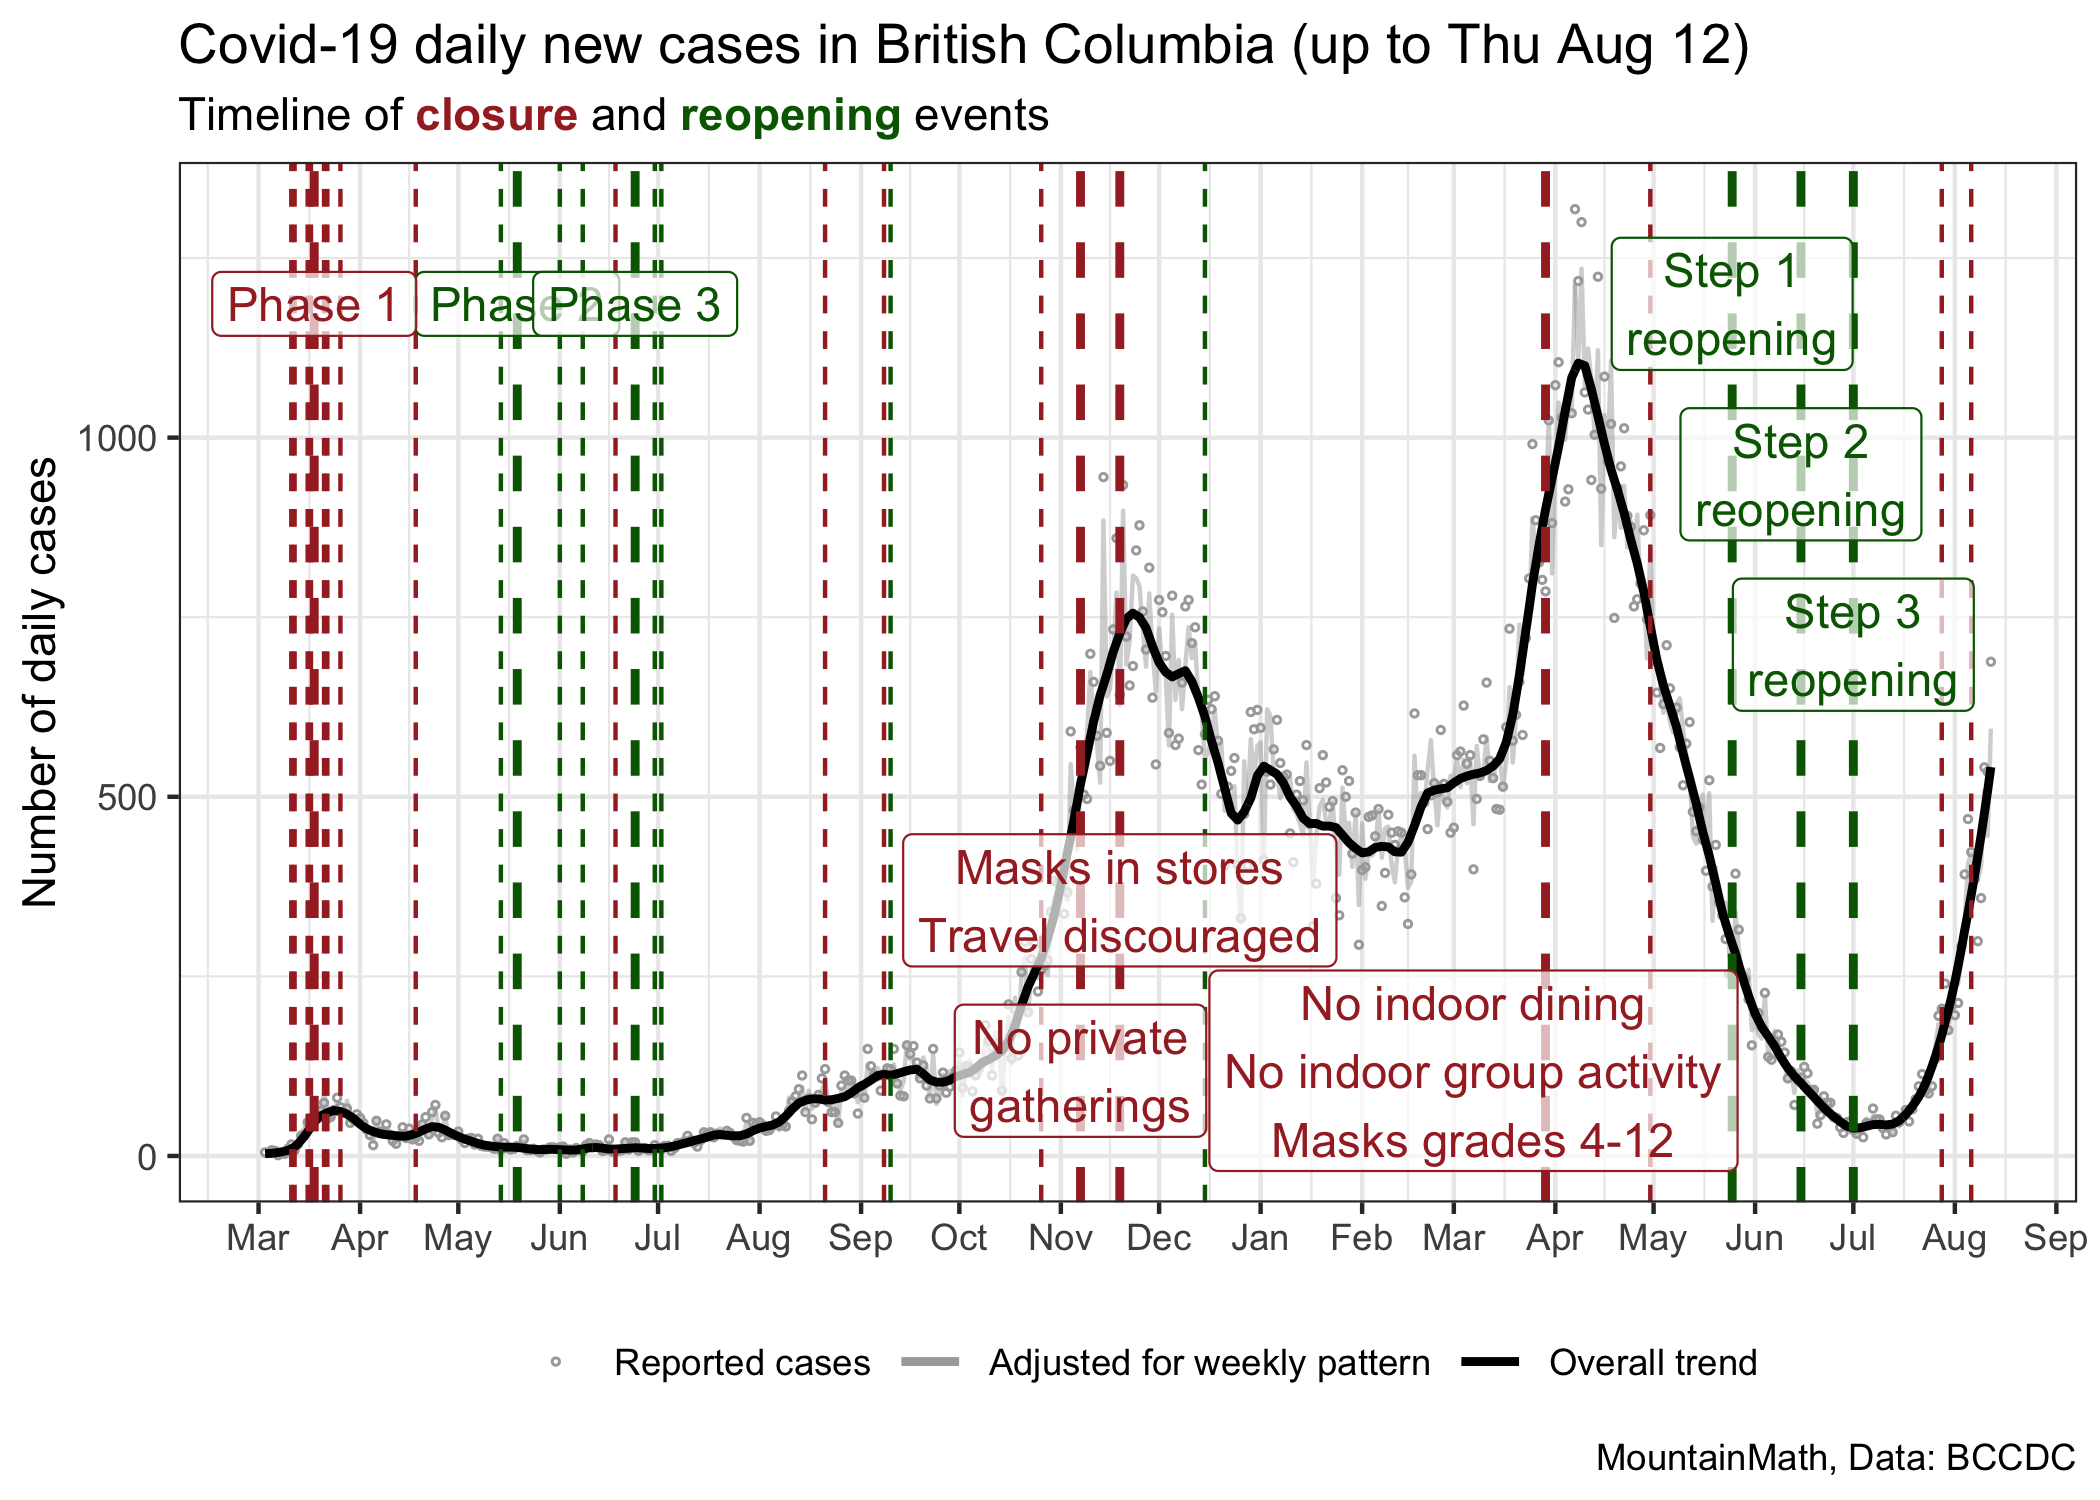 Covid-19 daily new cases in British Columbia (up to Thu Aug 12)
Timeline of closure and reopening events
Number of daily cases
1000
500
0
Phase 1
Phase 2
Phase 3
Step 1
reopening
Step 2
reopening
Step 3
reopening
Masks in stores
Travel discouraged
No private
gatherings
No indoor dining
No indoor group activity
Masks grades 4-12
Mar Apr May Jun Jul Aug Sep Oct Nov Dec Jan Feb Mar Apr May Jun Jul Aug Sep
Reported cases Adjusted for weekly pattern Overall trend
MountainMath, Data: BCCDC